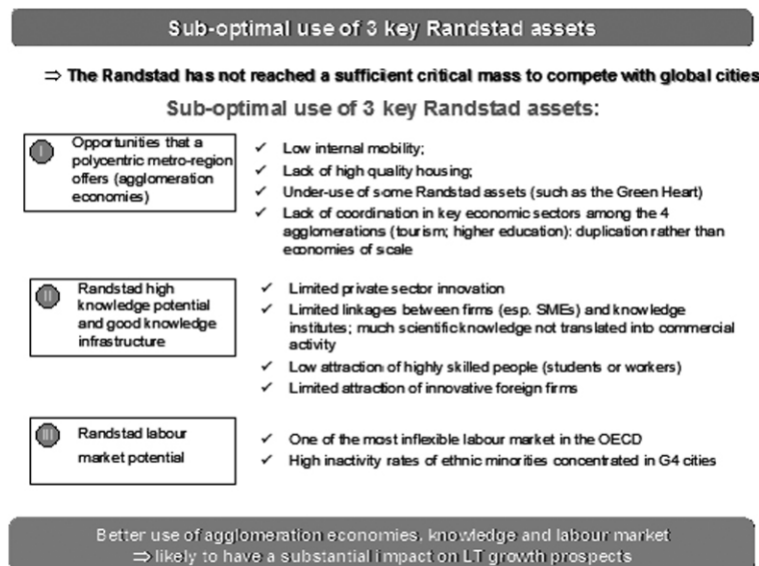 Sub-optimal use of 3 key Randstad assets
⇒ The Randstad has not reached a sufficient critical mass to compete with global cities
Sub-optimal use of 3 key Randstad assets:
I
Opportunities that a
polycentric metro-region
offers (agglomeration
economies)
✓ Low internal mobility;
✓ Lack of high quality housing;
✓ Under-use of some Randstad assets (such as the Green Heart)
✓ Lack of coordination in key economic sectors among the 4
agglomerations (tourism; higher education): duplication rather than
economies of scale
II
Randstad high
knowledge potential
and good knowledge
infrastructure
✓ Limited private sector innovation
✓ Limited linkages between firms (esp. SMEs) and knowledge
institutes; much scientific knowledge not translated into commercial
activity
✓ Low attraction of highly skilled people (students or workers)
✓ Limited attraction of innovative foreign firms
III
Randstad labour
market potential
✓ One of the most inflexible labour market in the OECD
✓ High inactivity rates of ethnic minorities concentrated in G4 cities
Better use of agglomeration economies, knowledge and labour market
⇒ likely to have a substantial impact on LT growth prospects